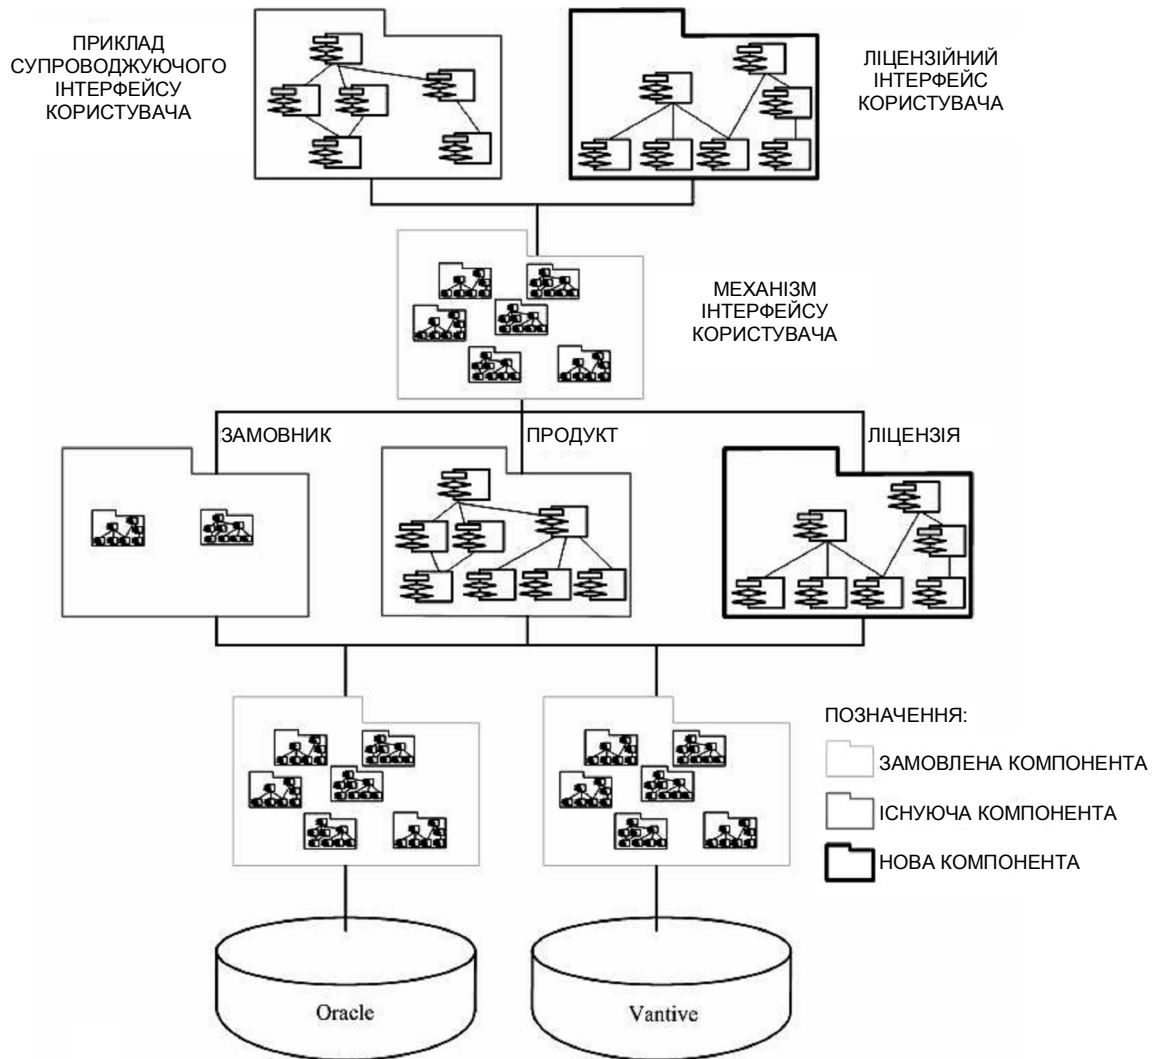 ПРИКЛАД
СУПРОВОДЖУЮЧОГО
ІНТЕРФЕЙСУ
КОРИСТУВАЧА
ЛІЦЕНЗІЙНИЙ
ІНТЕРФЕЙС
КОРИСТУВАЧА
МЕХАНІЗМ
ІНТЕРФЕЙСУ
КОРИСТУВАЧА
ЗАМОВНИК
ПРОДУКТ
ЛІЦЕНЗІЯ
ПОЗНАЧЕННЯ:
ЗАМОВЛЕНА КОМПОНЕНТА
ІСНУЮЧА КОМПОНЕНТА
НОВА КОМПОНЕНТА
Oracle
Vantive